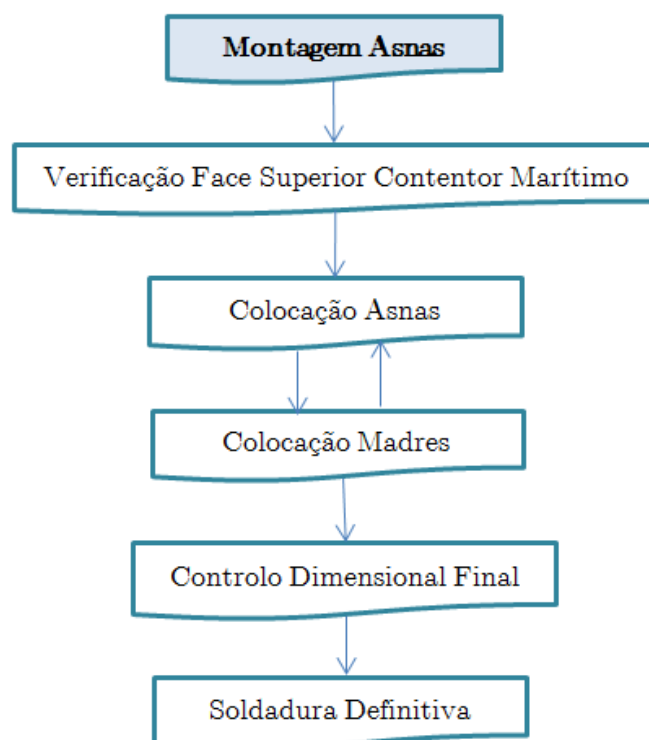 Montagem Asnas
Verificação Face Superior Contentor Marítimo
Colocação Asnas
Colocação Madres
Controlo Dimensional Final
Soldadura Definitiva